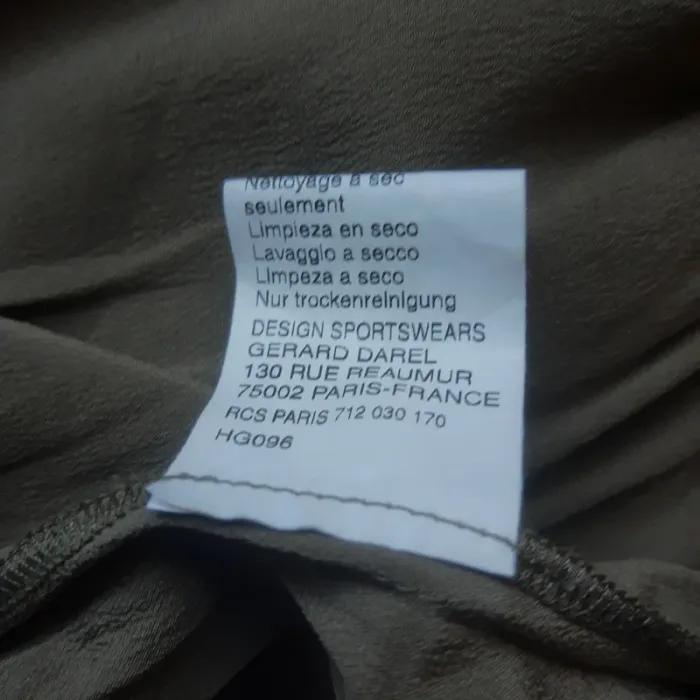 Nettoyage à sec
seulement
Limpieza en seco
Lavaggio a secco
Limpeza a seco
Nur trockenreinigung
DESIGN SPORTSWEARS
GERARD DAREL
130 RUE REAUMUR
75002 PARIS-FRANCE
RCS PARIS 712 030 170
HG096